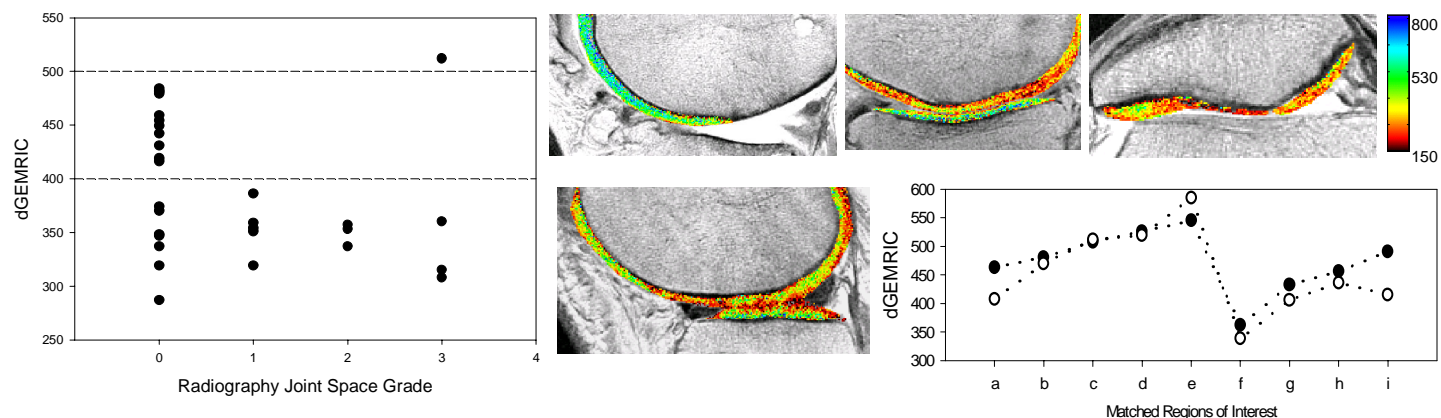 550
500
450
400
350
300
250
dGEMRIC
0 1 2 3 4
Radiography Joint Space Grade
800
530
150
600
550
500
450
400
350
300
dGEMRIC
a b c d e f g h i
Matched Regions of Interest